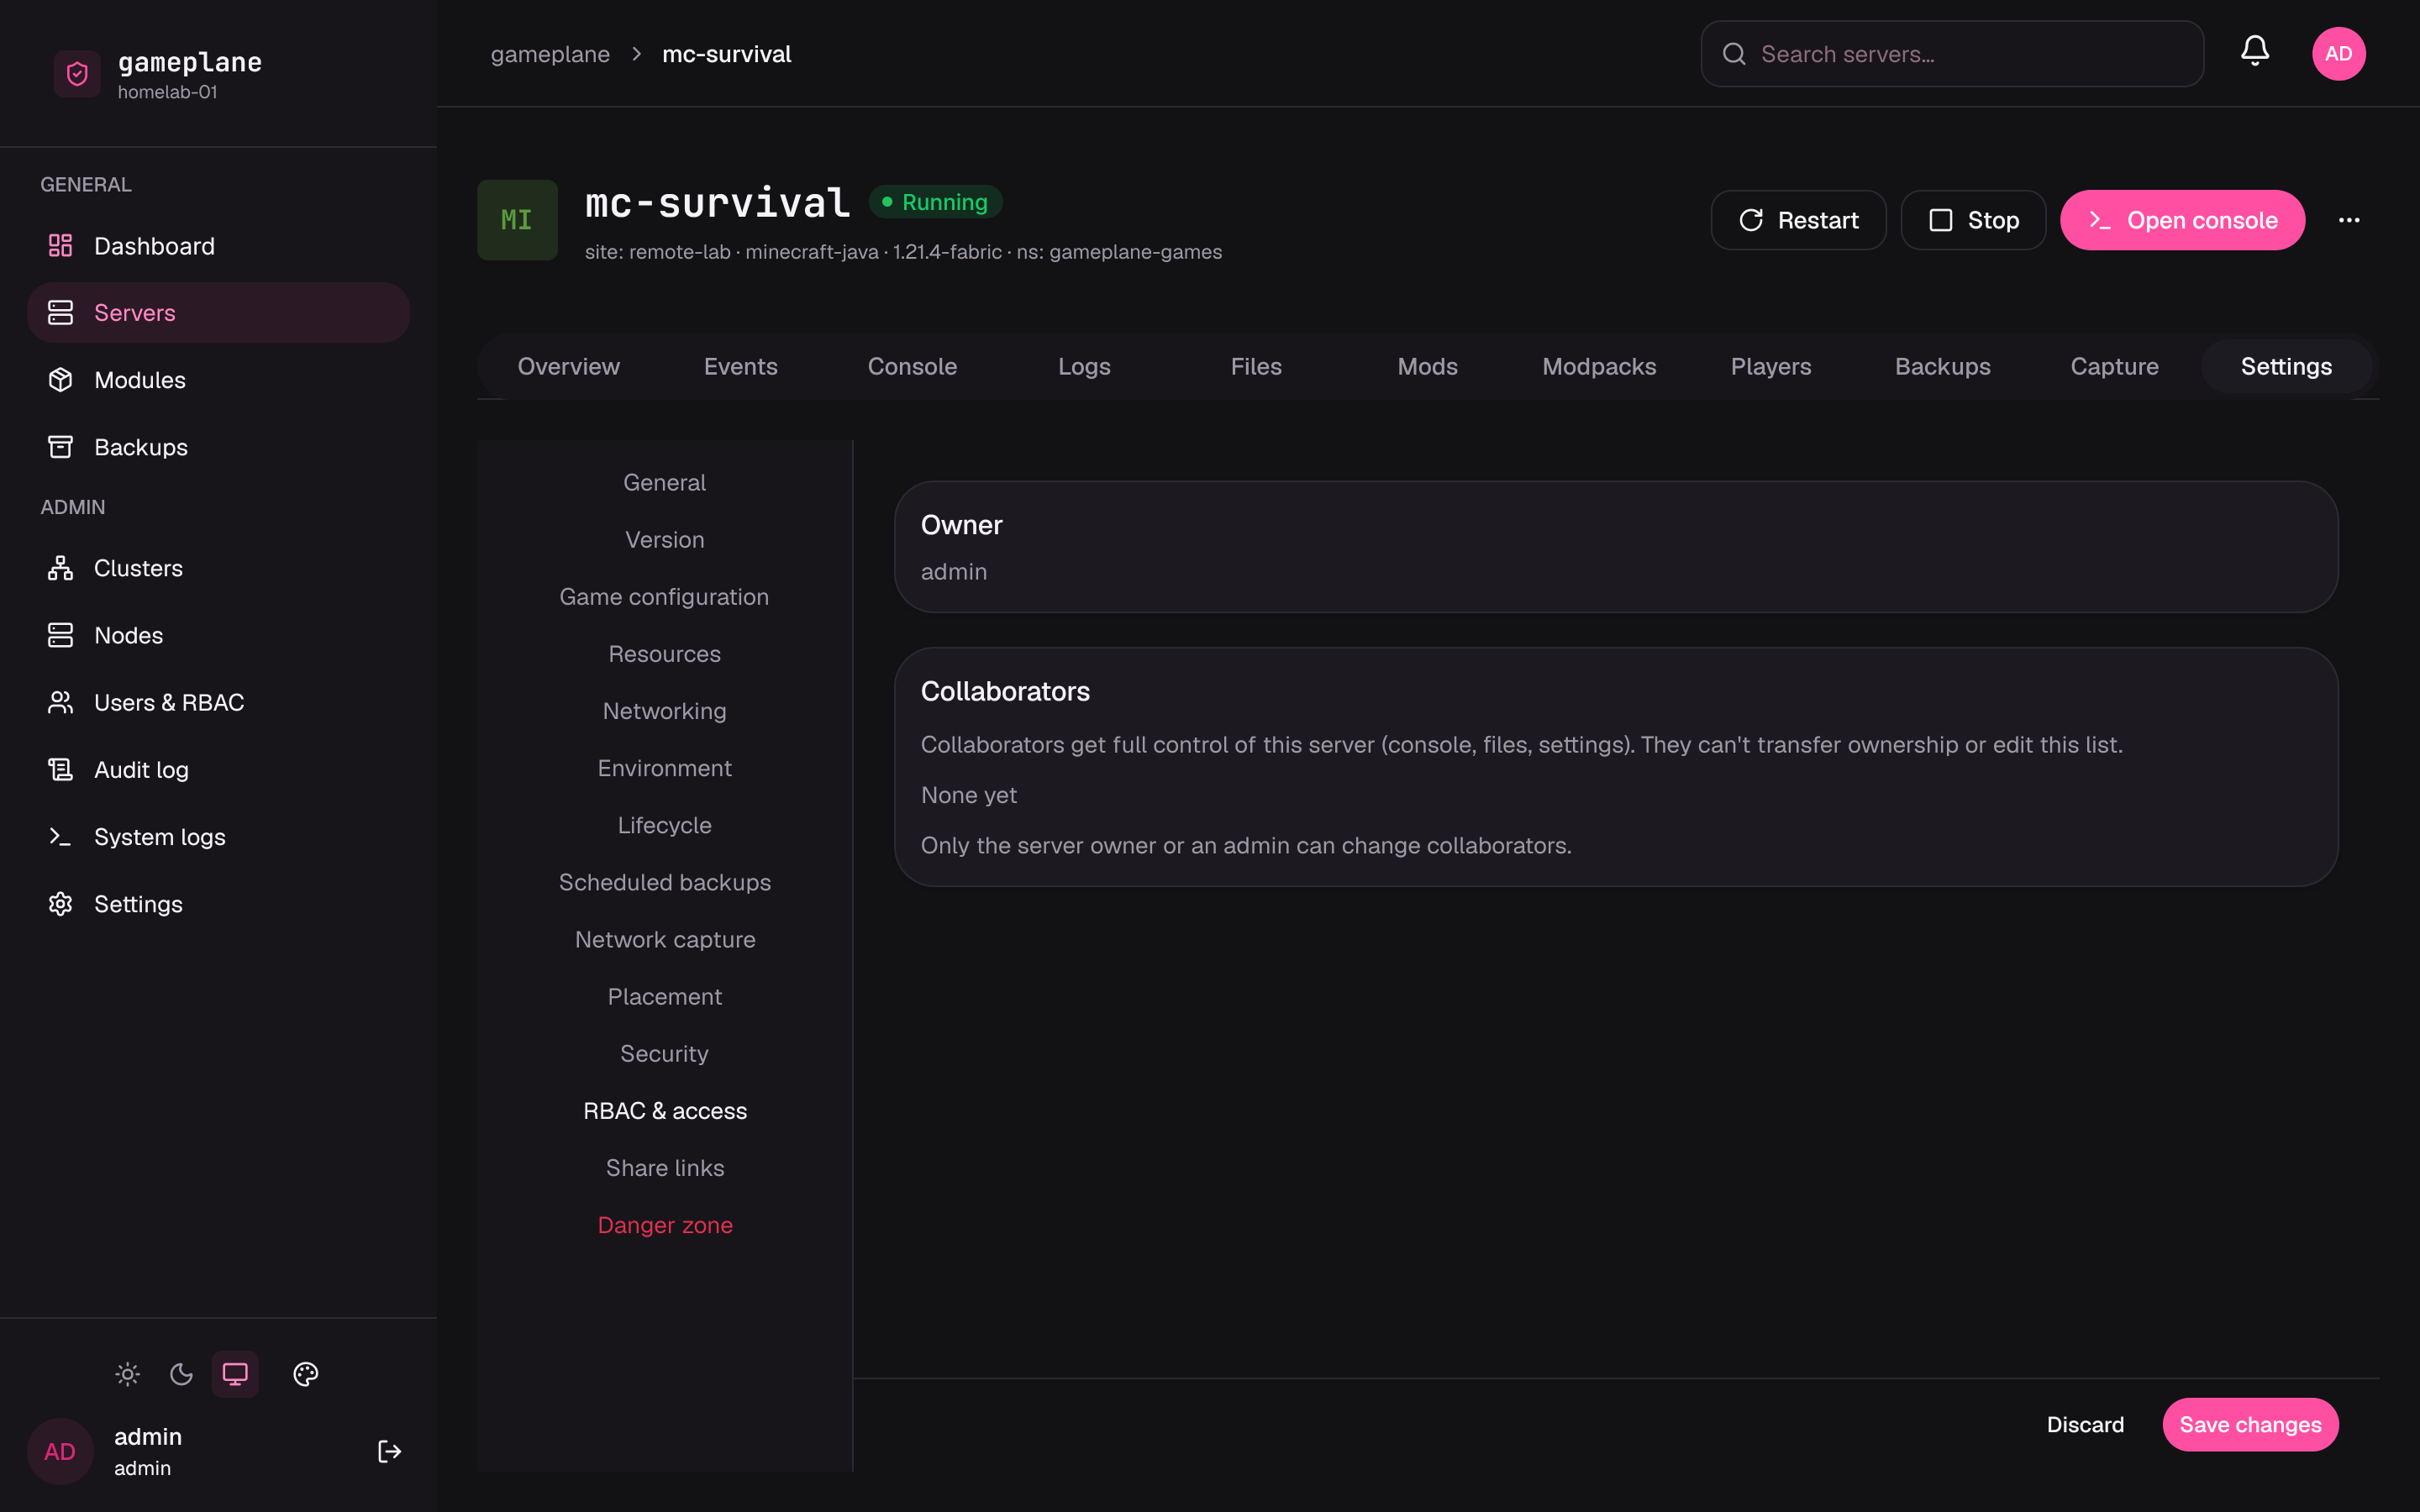 gameplane
homelab-01
GENERAL
Dashboard
Servers
Modules
Backups
ADMIN
Clusters
Nodes
Users & RBAC
Audit log
System logs
Settings
AD
admin
admin
gameplane
mc-survival
Search servers...
AD
MI
mc-survival
Running
site: remote-lab · minecraft-java · 1.21.4-fabric · ns: gameplane-games
Restart
Stop
Open console
Overview
Events
Console
Logs
Files
Mods
Modpacks
Players
Backups
Capture
Settings
General
Version
Game configuration
Resources
Networking
Environment
Lifecycle
Scheduled backups
Network capture
Placement
Security
RBAC & access
Share links
Danger zone
Owner
admin
Collaborators
Collaborators get full control of this server (console, files, settings). They can't transfer ownership or edit this list.
None yet
Only the server owner or an admin can change collaborators.
Discard
Save changes